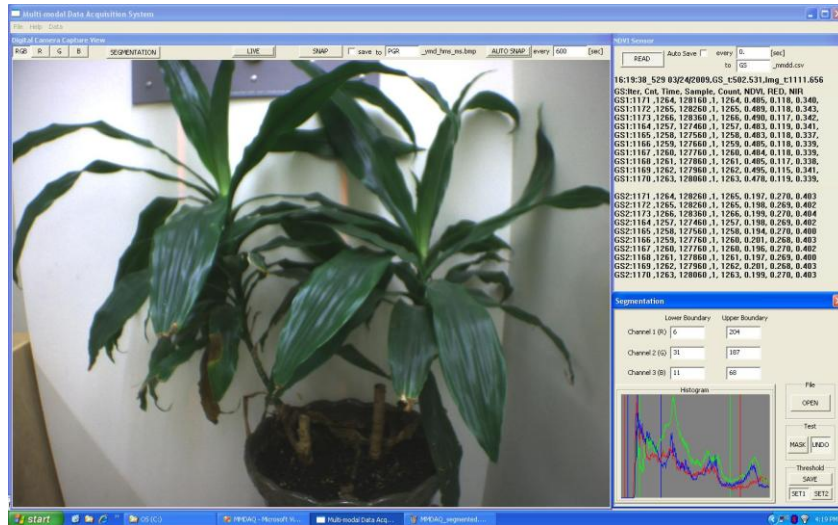 Multi-modal Data Acquisition System
File Help Data
Digital Camera Capture View
RGB R G B SEGMENTATION LIVE SNAP save to PGR _ymd_hms_ms.bmp AUTO SNAP every 600 [sec]
NDVI Sensor
READ Auto Save every 0. [sec]
to GS _mmdd.csv
16:19:38_529 03/24/2009,GS_t:502.531,Img_t:1111.656
GS:Iter, Cnt, Time, Sample, Count, NDVI, RED, NIR
GS1:1171 ,1264, 128160 ,1, 1264, 0.485, 0.118, 0.340,
GS1:1172 ,1265, 128260 ,1, 1265, 0.489, 0.118, 0.343,
GS1:1173 ,1266, 128360 ,1, 1266, 0.490, 0.117, 0.342,
GS1:1164 ,1257, 127460 ,1, 1257, 0.483, 0.119, 0.341,
GS1:1165 ,1258, 127560 ,1, 1258, 0.483, 0.118, 0.337,
GS1:1166 ,1259, 127660 ,1, 1259, 0.485, 0.118, 0.339,
GS1:1167 ,1260, 127760 ,1, 1260, 0.484, 0.118, 0.339,
GS1:1168 ,1261, 127860 ,1, 1261, 0.485, 0.117, 0.338,
GS1:1169 ,1262, 127960 ,1, 1262, 0.495, 0.115, 0.341,
GS1:1170 ,1263, 128060 ,1, 1263, 0.478, 0.119, 0.339,
GS2:1171 ,1264, 128260 ,1, 1265, 0.197, 0.270, 0.403
GS2:1172 ,1265, 128260 ,1, 1265, 0.198, 0.269, 0.402
GS2:1173 ,1266, 128360 ,1, 1266, 0.199, 0.270, 0.404
GS2:1164 ,1257, 127460 ,1, 1257, 0.198, 0.269, 0.402
GS2:1165 ,1258, 127560 ,1, 1258, 0.194, 0.270, 0.400
GS2:1166 ,1259, 127760 ,1, 1260, 0.201, 0.268, 0.403
GS2:1167 ,1260, 127760 ,1, 1260, 0.196, 0.270, 0.402
GS2:1168 ,1261, 127860 ,1, 1261, 0.197, 0.269, 0.400
GS2:1169 ,1262, 127960 ,1, 1262, 0.201, 0.268, 0.403
GS2:1170 ,1263, 128060 ,1, 1263, 0.199, 0.270, 0.403
Segmentation
Lower Boundary Upper Boundary
Channel 1 (R) 6 204
Channel 2 (G) 31 187
Channel 3 (B) 11 68
Histogram
File
OPEN
Test
MASK UNDO
Threshold
SAVE
SET1 SET2
start OS (C:) MMDAQ - Microsoft V... Multi-modal Data Acq... MMDAQ_segmented.... 4:19 PM